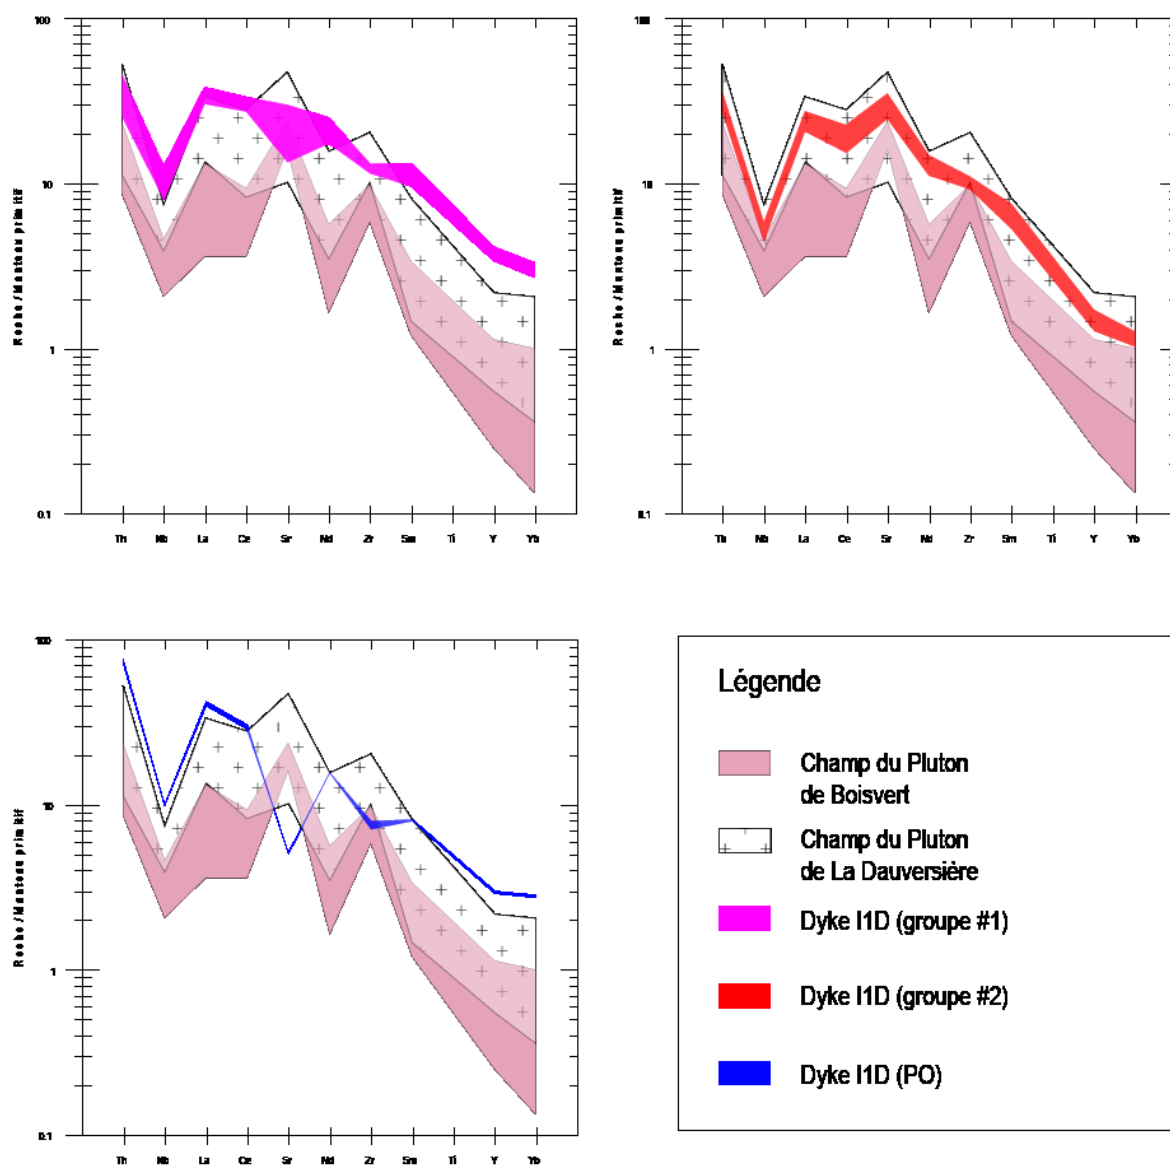 100
10
1
0.1
Roche / Manteau primitif
Th Nb La Ce Sr Nd Zr Sm Ti Y Yb
100
10
1
0.1
Roche / Manteau primitif
Th Nb La Ce Sr Nd Zr Sm Ti Y Yb
100
10
1
0.1
Roche / Manteau primitif
Th Nb La Ce Sr Nd Zr Sm Ti Y Yb
Légende
Champ du Pluton
de Boisvert
Champ du Pluton
de La Dauversière
Dyke I1D (groupe #1)
Dyke I1D (groupe #2)
Dyke I1D (PO)